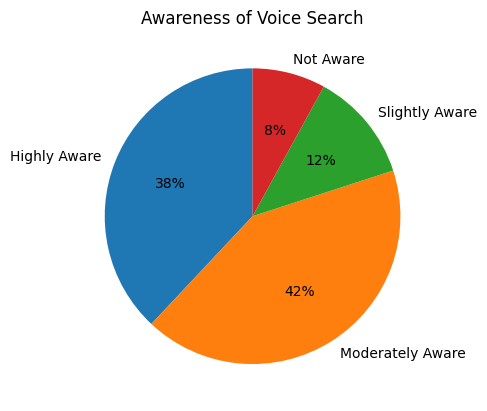 Awareness of Voice Search
Not Aware
Slightly Aware
Highly Aware
8%
12%
38%
42%
Moderately Aware